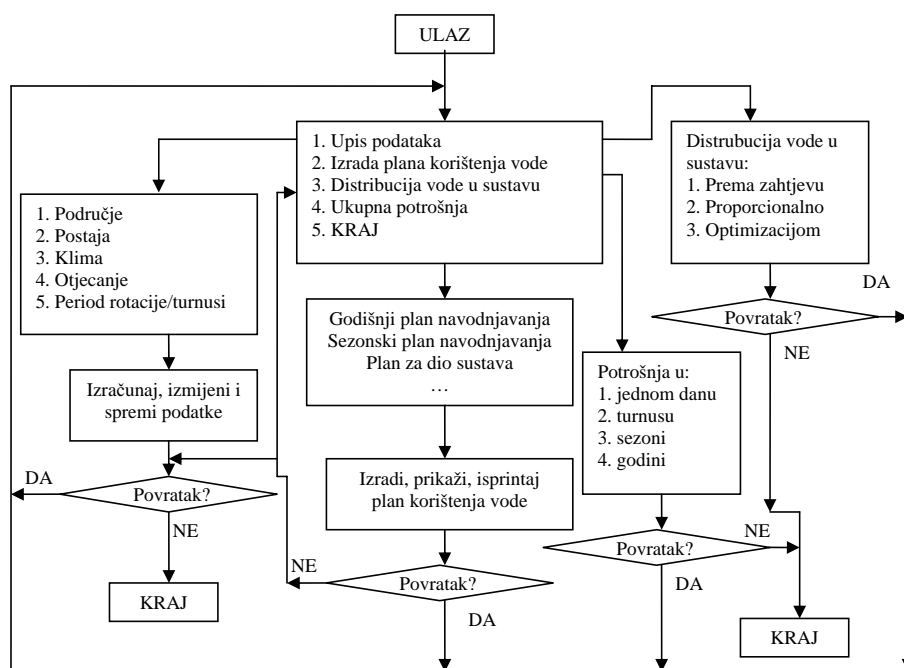 ULAZ
1. Upis podataka
2. Izrada plana korištenja vode
3. Distribucija vode u sustavu
4. Ukupna potrošnja
5. KRAJ
Distrubucija vode u
sustavu:
1. Prema zahtjevu
2. Proporcionalno
3. Optimizacijom
1. Područje
2. Postaja
3. Klima
4. Otjecanje
5. Period rotacije/turnusi
DA
Povratak?
NE
Godišnji plan navodnjavanja
Sezonski plan navodnjavanja
Plan za dio sustava
…
Potrošnja u:
1. jednom danu
2. turnusu
3. sezoni
4. godini
Izračunaj, izmijeni i
spremi podatke
DA
Povratak?
NE
KRAJ
Izradi, prikaži, isprintaj
plan korištenja vode
NE
Povratak?
DA
Povratak?
NE
DA
KRAJ